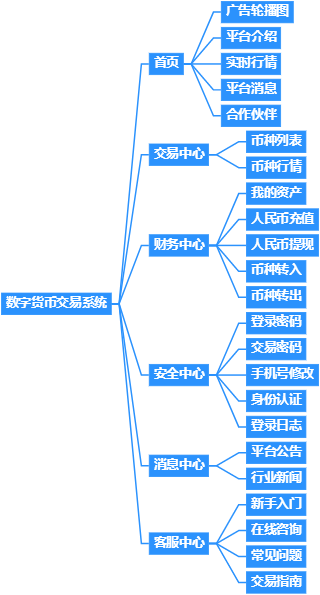 数字货币交易系统
首页
广告轮播图
平台介绍
实时行情
平台消息
合作伙伴
交易中心
币种列表
币种行情
财务中心
我的资产
人民币充值
人民币提现
币种转入
币种转出
安全中心
登录密码
交易密码
手机号修改
身份认证
登录日志
消息中心
平台公告
行业新闻
客服中心
新手入门
在线咨询
常见问题
交易指南